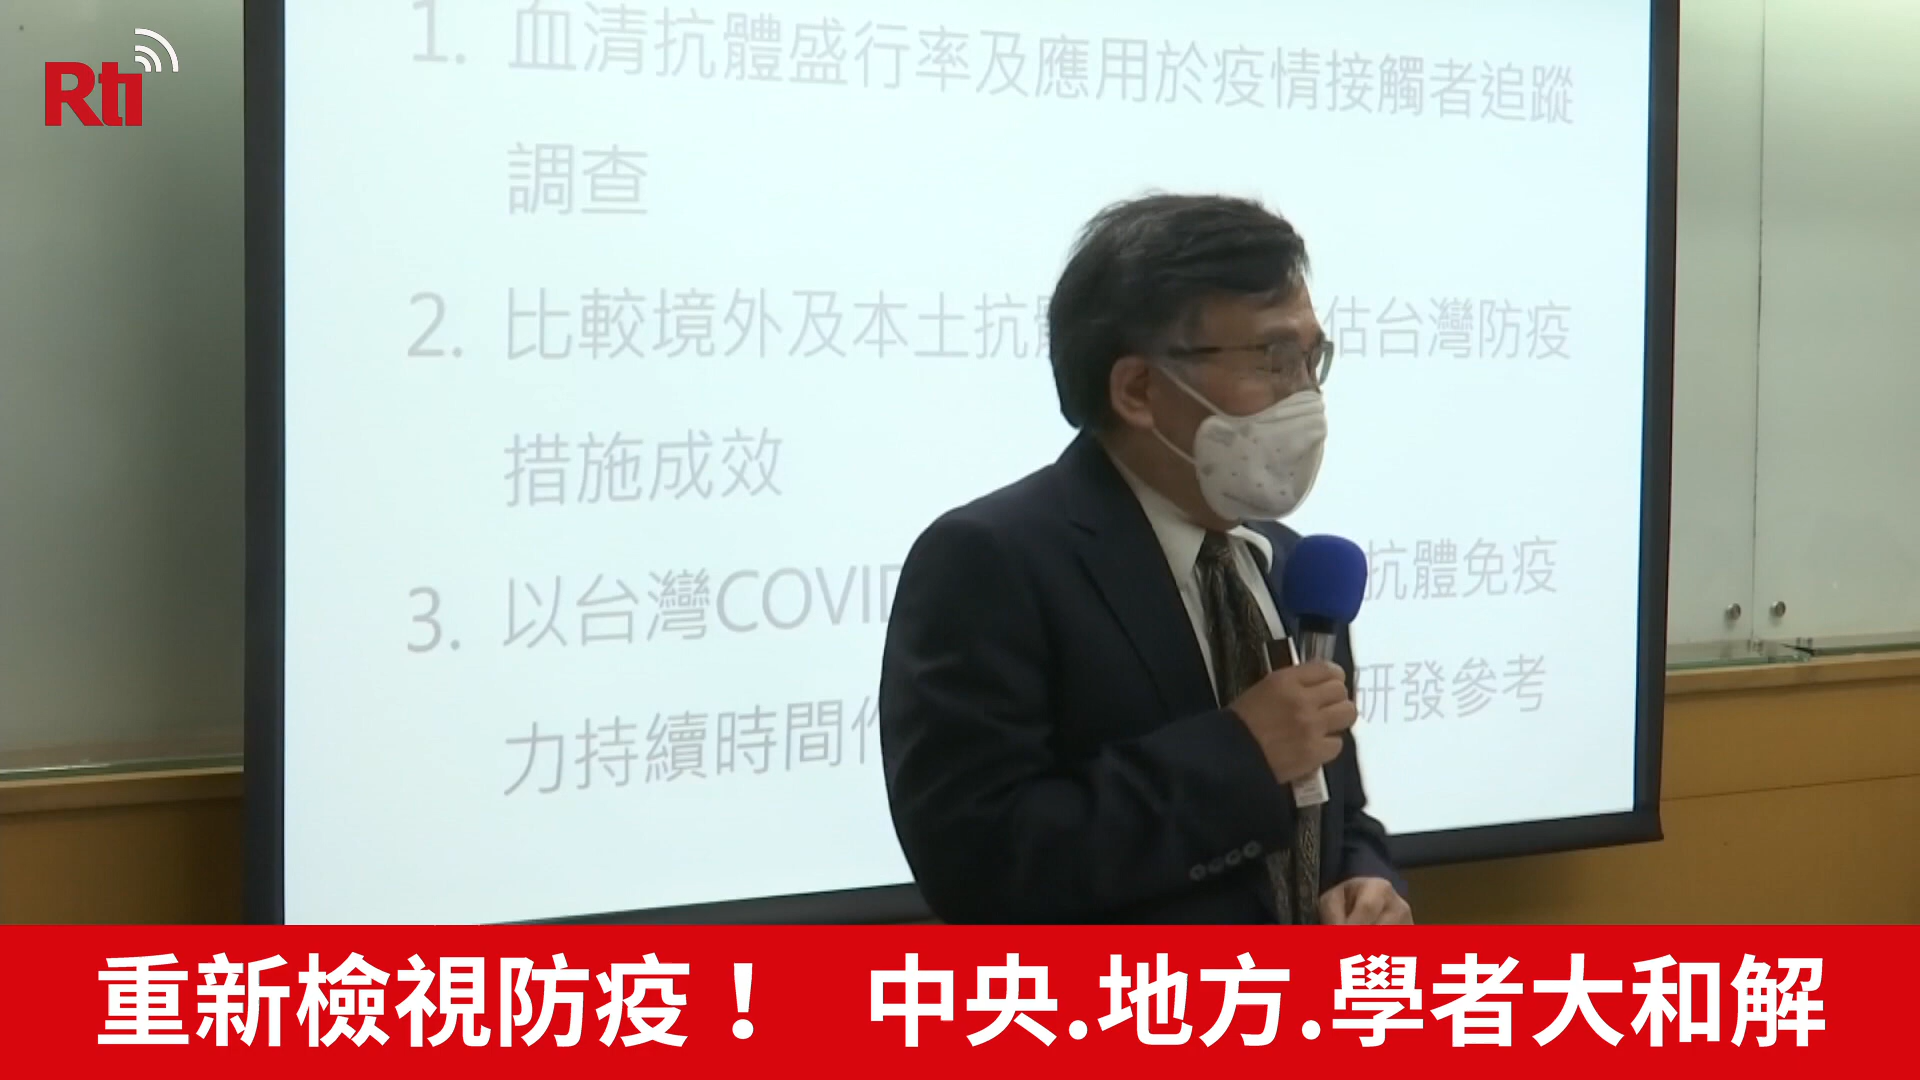 Rti
1. 血清抗體盛行率及應用於疫情接觸者追蹤
調查
2. 比較境外及本土抗 估台灣防疫
措施成效
3. 以台灣COVID 抗體免疫
力持續時間作 研發參考
重新檢視防疫！ 中央.地方.學者大和解